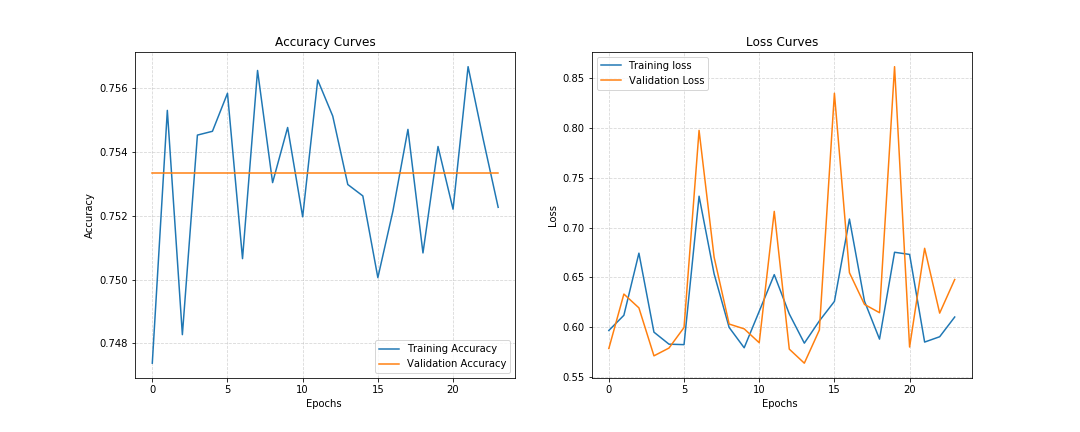 Accuracy Curves
0.756
0.754
0.752
0.750
0.748
Accuracy
Training Accuracy
Validation Accuracy
0 5 10 15 20
Epochs
Loss Curves
Training loss
Validation Loss
0.85
0.80
0.75
0.70
0.65
0.60
0.55
Loss
0 5 10 15 20
Epochs